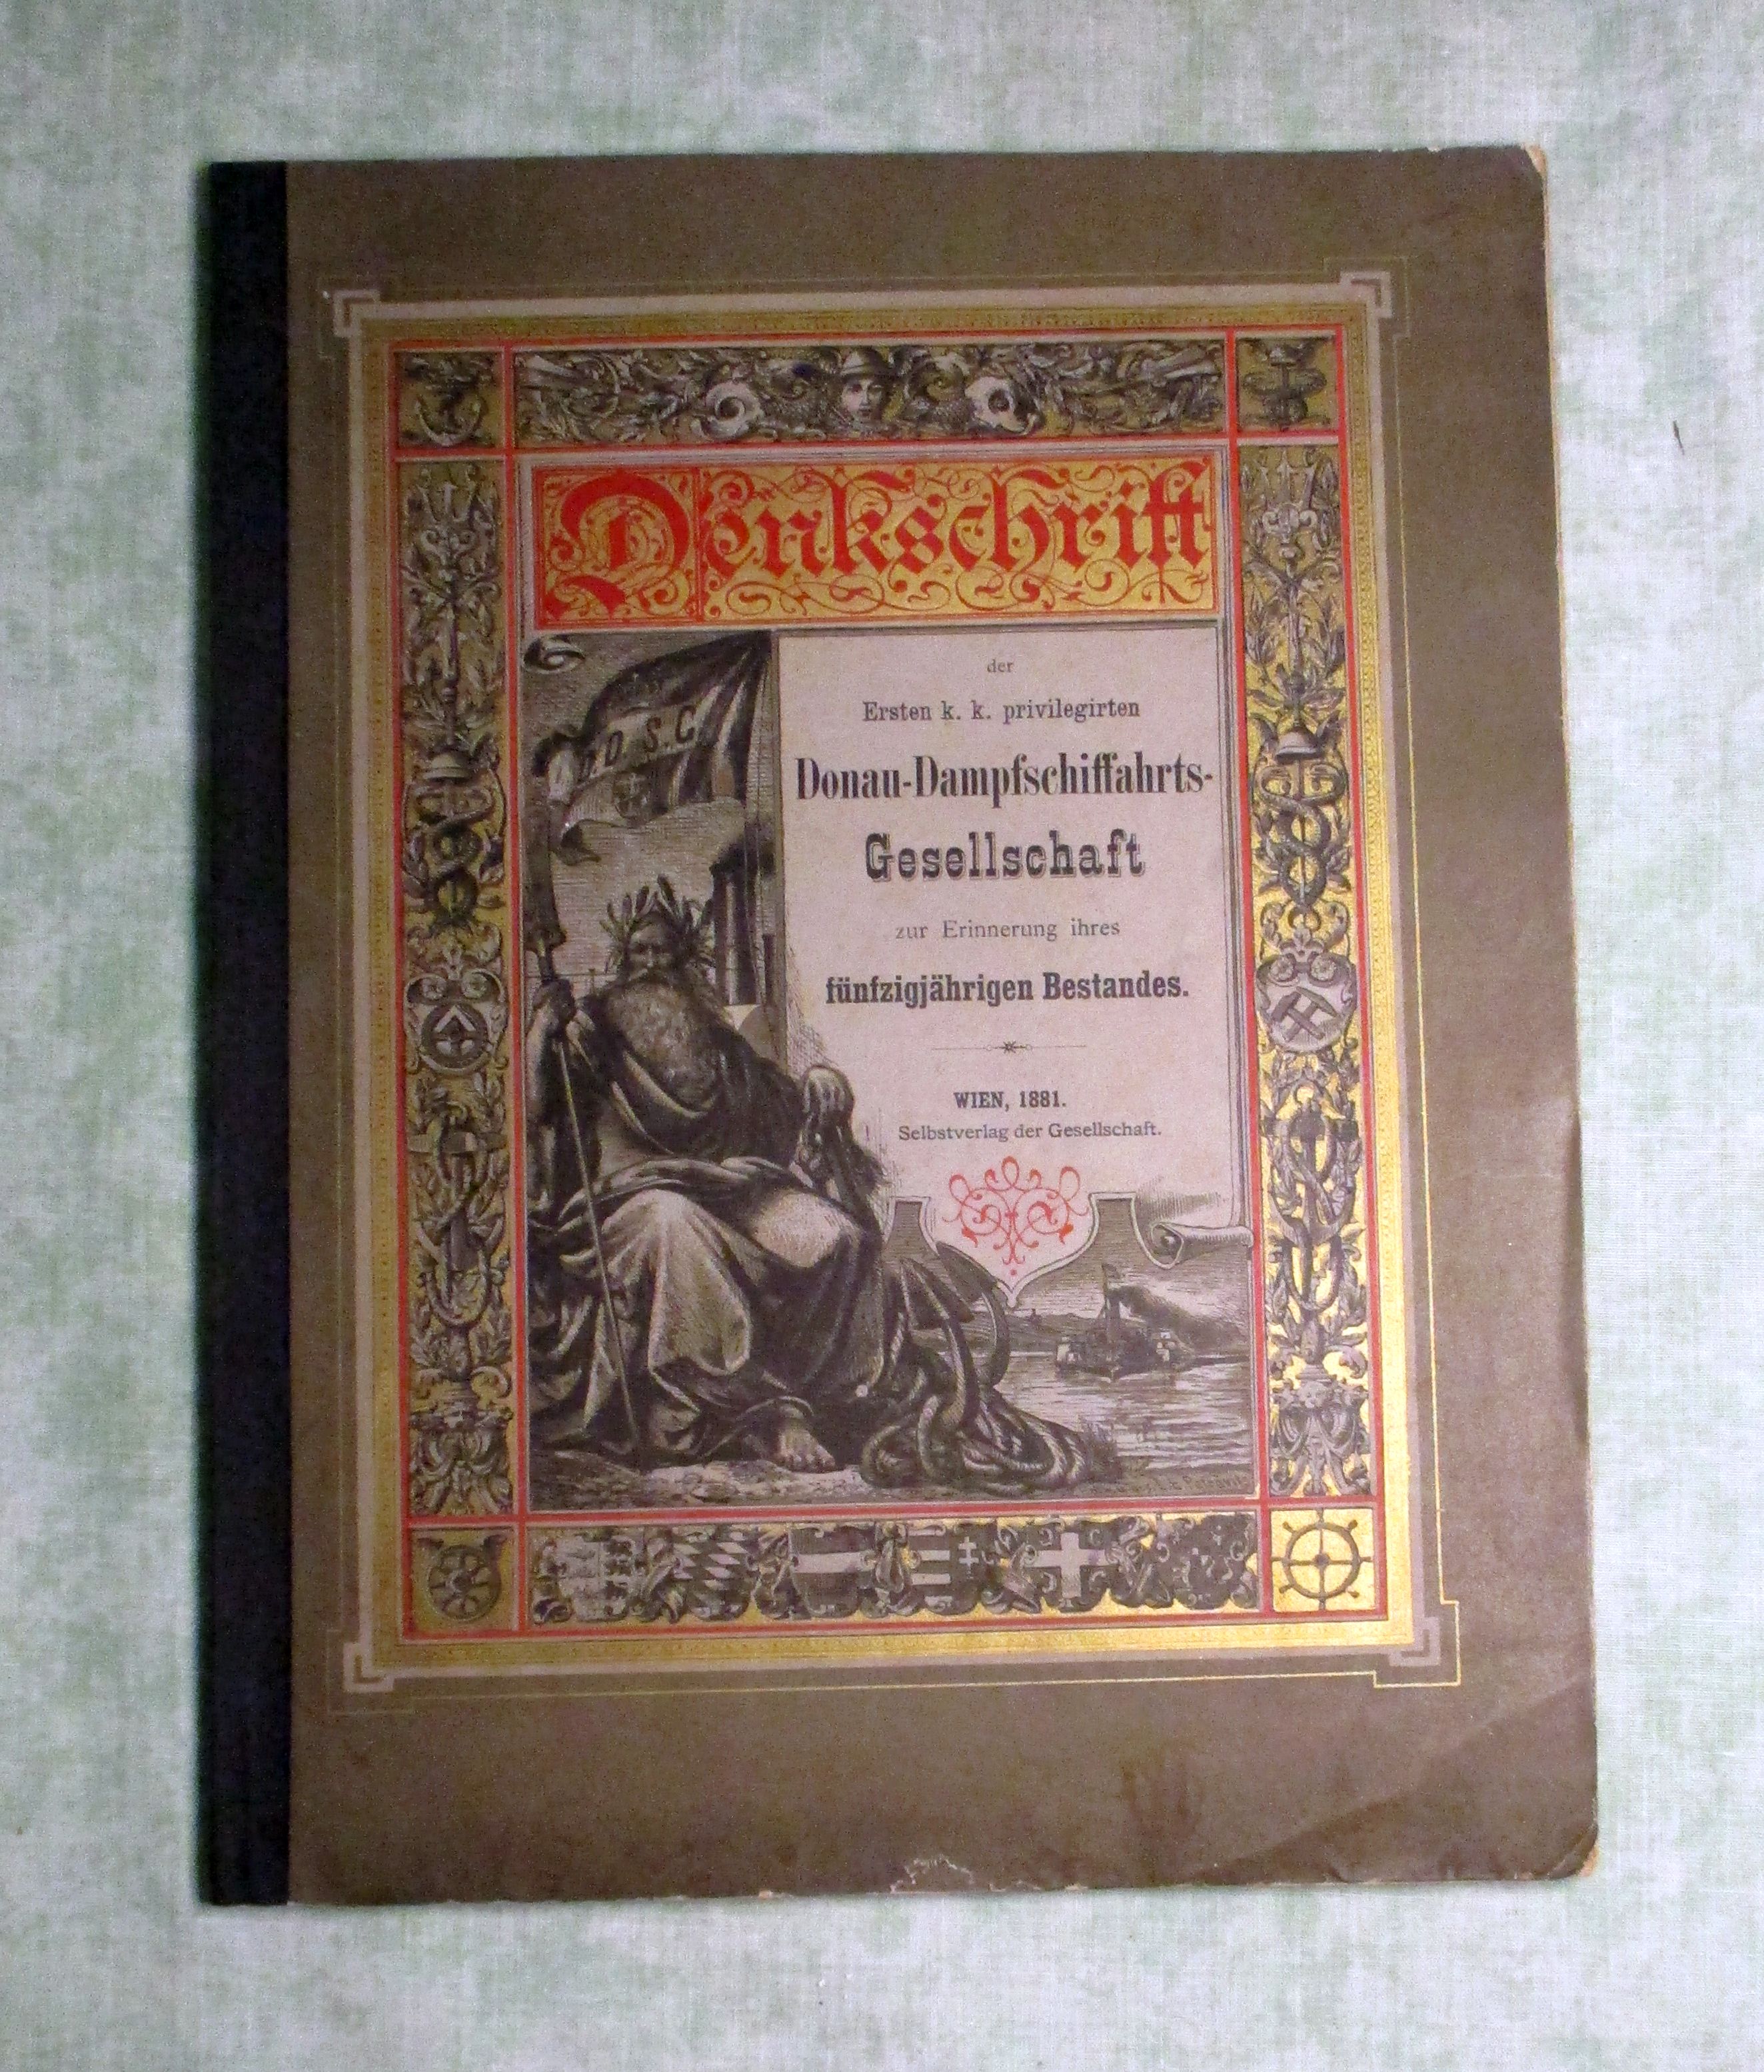 Denkschrift
der
Ersten k. k. privilegirten
Donau-Dampfschiffahrts-
Gesellschaft
zur Erinnerung ihres
fünfzigjährigen Bestandes.
WIEN, 1881.
Selbstverlag der Gesellschaft.
D.S.G.